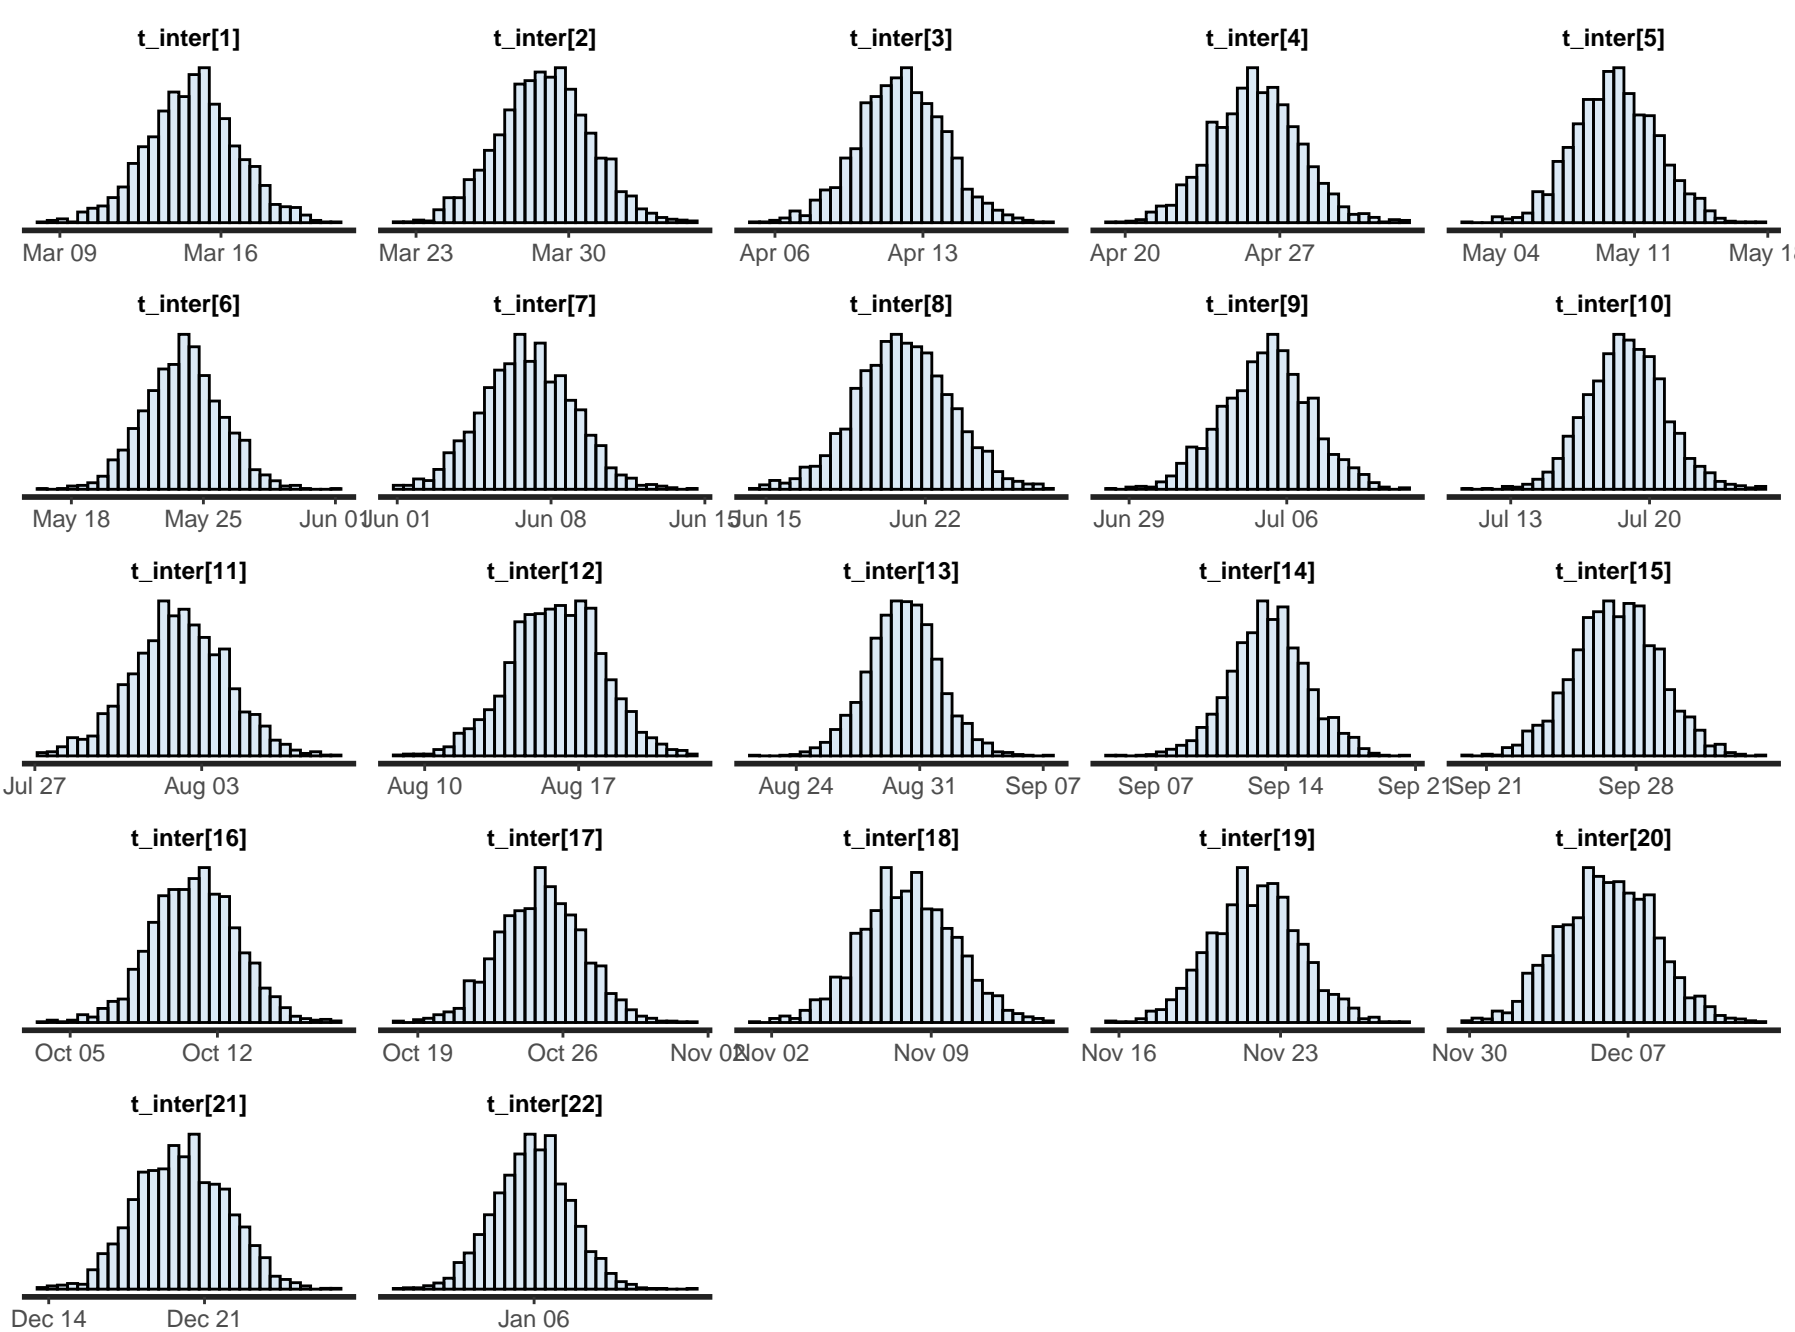 t_inter[1] t_inter[2] t_inter[3] t_inter[4] t_inter[5]
Mar 09 Mar 16 Mar 23 Mar 30 Apr 06 Apr 13 Apr 20 Apr 27 May 04 May 11 May 1
t_inter[6] t_inter[7] t_inter[8] t_inter[9] t_inter[10]
May 18 May 25 Jun 01 Jun 01 Jun 08 Jun 15 Jun 15 Jun 22 Jun 29 Jul 06 Jul 13 Jul 20
t_inter[11] t_inter[12] t_inter[13] t_inter[14] t_inter[15]
Jul 27 Aug 03 Aug 10 Aug 17 Aug 24 Aug 31 Sep 07 Sep 07 Sep 14 Sep 21 Sep 21 Sep 28
t_inter[16] t_inter[17] t_inter[18] t_inter[19] t_inter[20]
Oct 05 Oct 12 Oct 19 Oct 26 Nov 02 Nov 02 Nov 09 Nov 16 Nov 23 Nov 30 Dec 07
t_inter[21] t_inter[22]
Dec 14 Dec 21 Jan 06